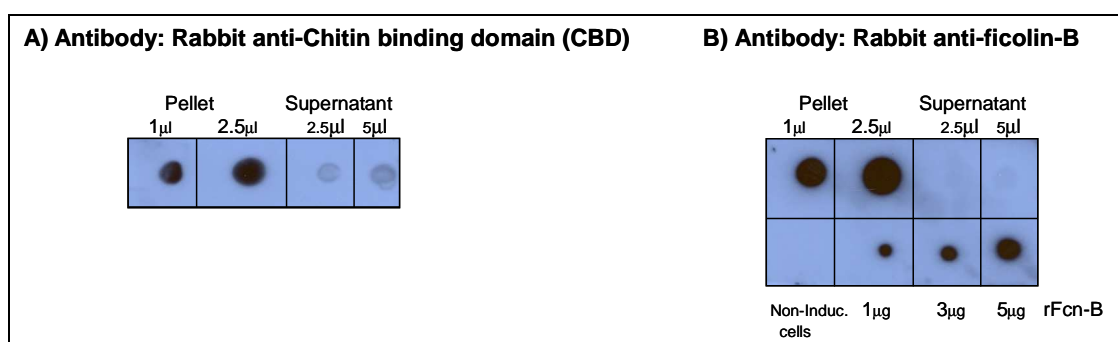 A) Antibody: Rabbit anti-Chitin binding domain (CBD)
Pellet Supernatant
1μl 2.5μl 2.5μl 5μl
B) Antibody: Rabbit anti-ficolin-B
Pellet Supernatant
1μl 2.5μl 2.5μl 5μl
Non-Induc. 1μg 3μg 5μg rFcn-B
cells